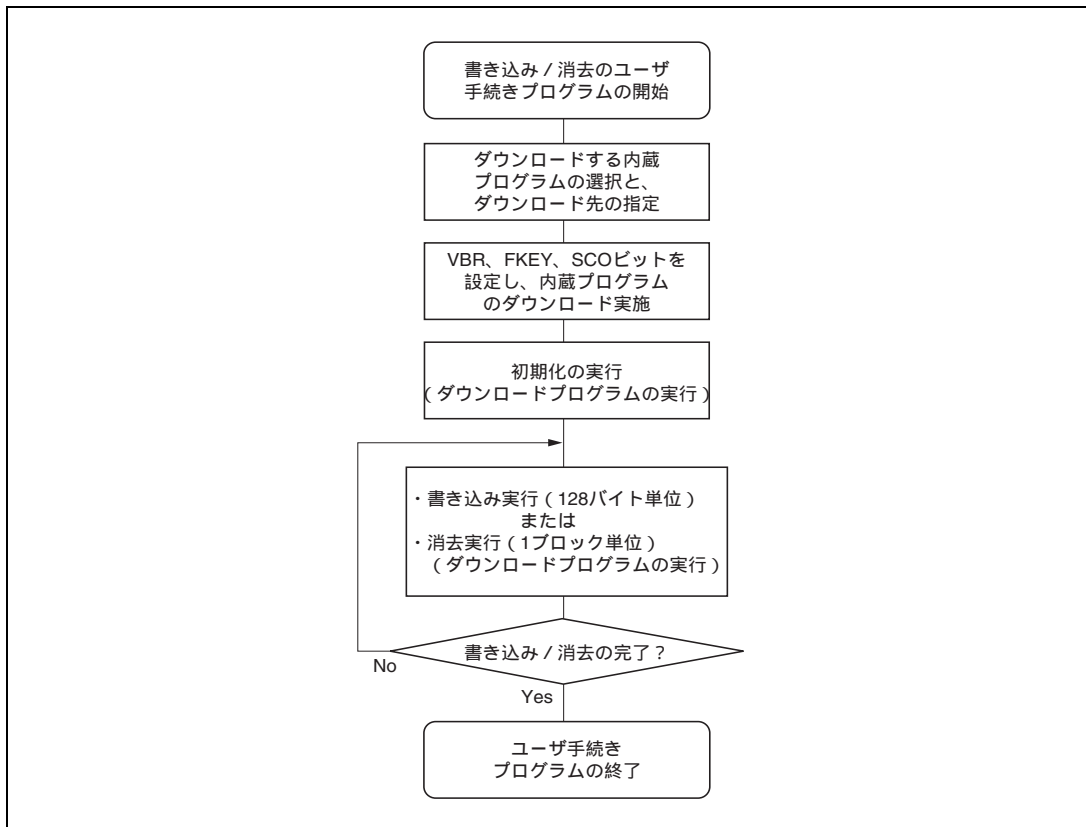 書き込み / 消去のユーザ
手続きプログラムの開始
ダウンロードする内蔵
プログラムの選択と、
ダウンロード先の指定
VBR、FKEY、SCOビットを
設定し、内蔵プログラム
のダウンロード実施
初期化の実行
（ダウンロードプログラムの実行）
・書き込み実行（128バイト単位）
または
・消去実行（1ブロック単位）
（ダウンロードプログラムの実行）
書き込み / 消去の完了？
No
Yes
ユーザ手続き
プログラムの終了